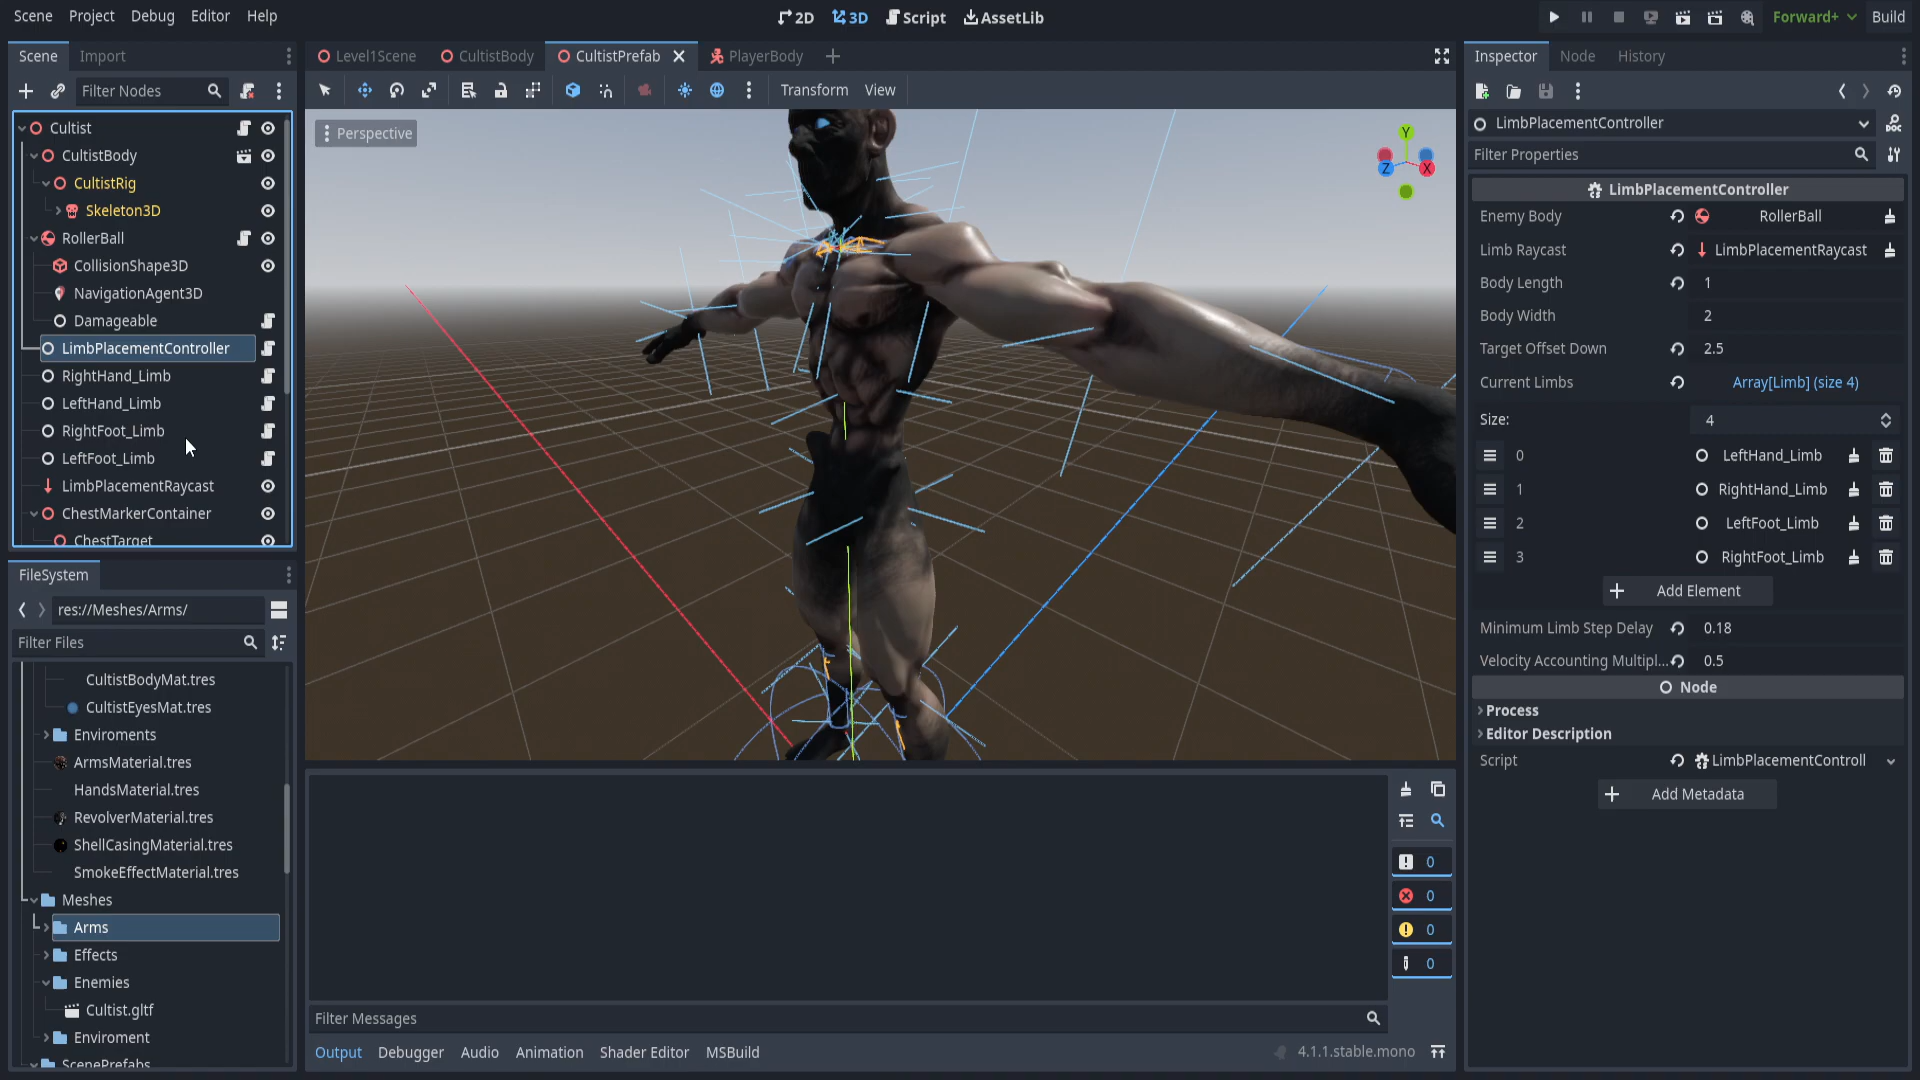 Scene Project Debug Editor Help
2D 3D Script AssetLib
Forward+ Build
Scene Import
Filter Nodes
Cultist
CultistBody
CultistRig
Skeleton3D
RollerBall
CollisionShape3D
NavigationAgent3D
Damageable
LimbPlacementController
RightHand_Limb
LeftHand_Limb
RightFoot_Limb
LeftFoot_Limb
LimbPlacementRaycast
ChestMarkerContainer
ChestTarget
FileSystem
res://Meshes/Arms/
Filter Files
CultistBodyMat.tres
CultistEyesMat.tres
Enviroments
ArmsMaterial.tres
HandsMaterial.tres
RevolverMaterial.tres
ShellCasingMaterial.tres
SmokeEffectMaterial.tres
Meshes
Arms
Effects
Enemies
Cultist.gltf
Enviroment
ScenePrefabs
Level1Scene CultistBody CultistPrefab PlayerBody
Transform View
Perspective
Y
Z X
0
0
0
0
Filter Messages
Output Debugger Audio Animation Shader Editor MSBuild 4.1.1.stable.mono
Inspector Node History
LimbPlacementController
Filter Properties
LimbPlacementController
Enemy Body RollerBall
Limb Raycast LimbPlacementRaycast
Body Length 1
Body Width 2
Target Offset Down 2.5
Current Limbs Array[Limb] (size 4)
Size: 4
0 LeftHand_Limb
1 RightHand_Limb
2 LeftFoot_Limb
3 RightFoot_Limb
Add Element
Minimum Limb Step Delay 0.18
Velocity Accounting Multipl... 0.5
Node
Process
Editor Description
Script LimbPlacementControll
Add Metadata